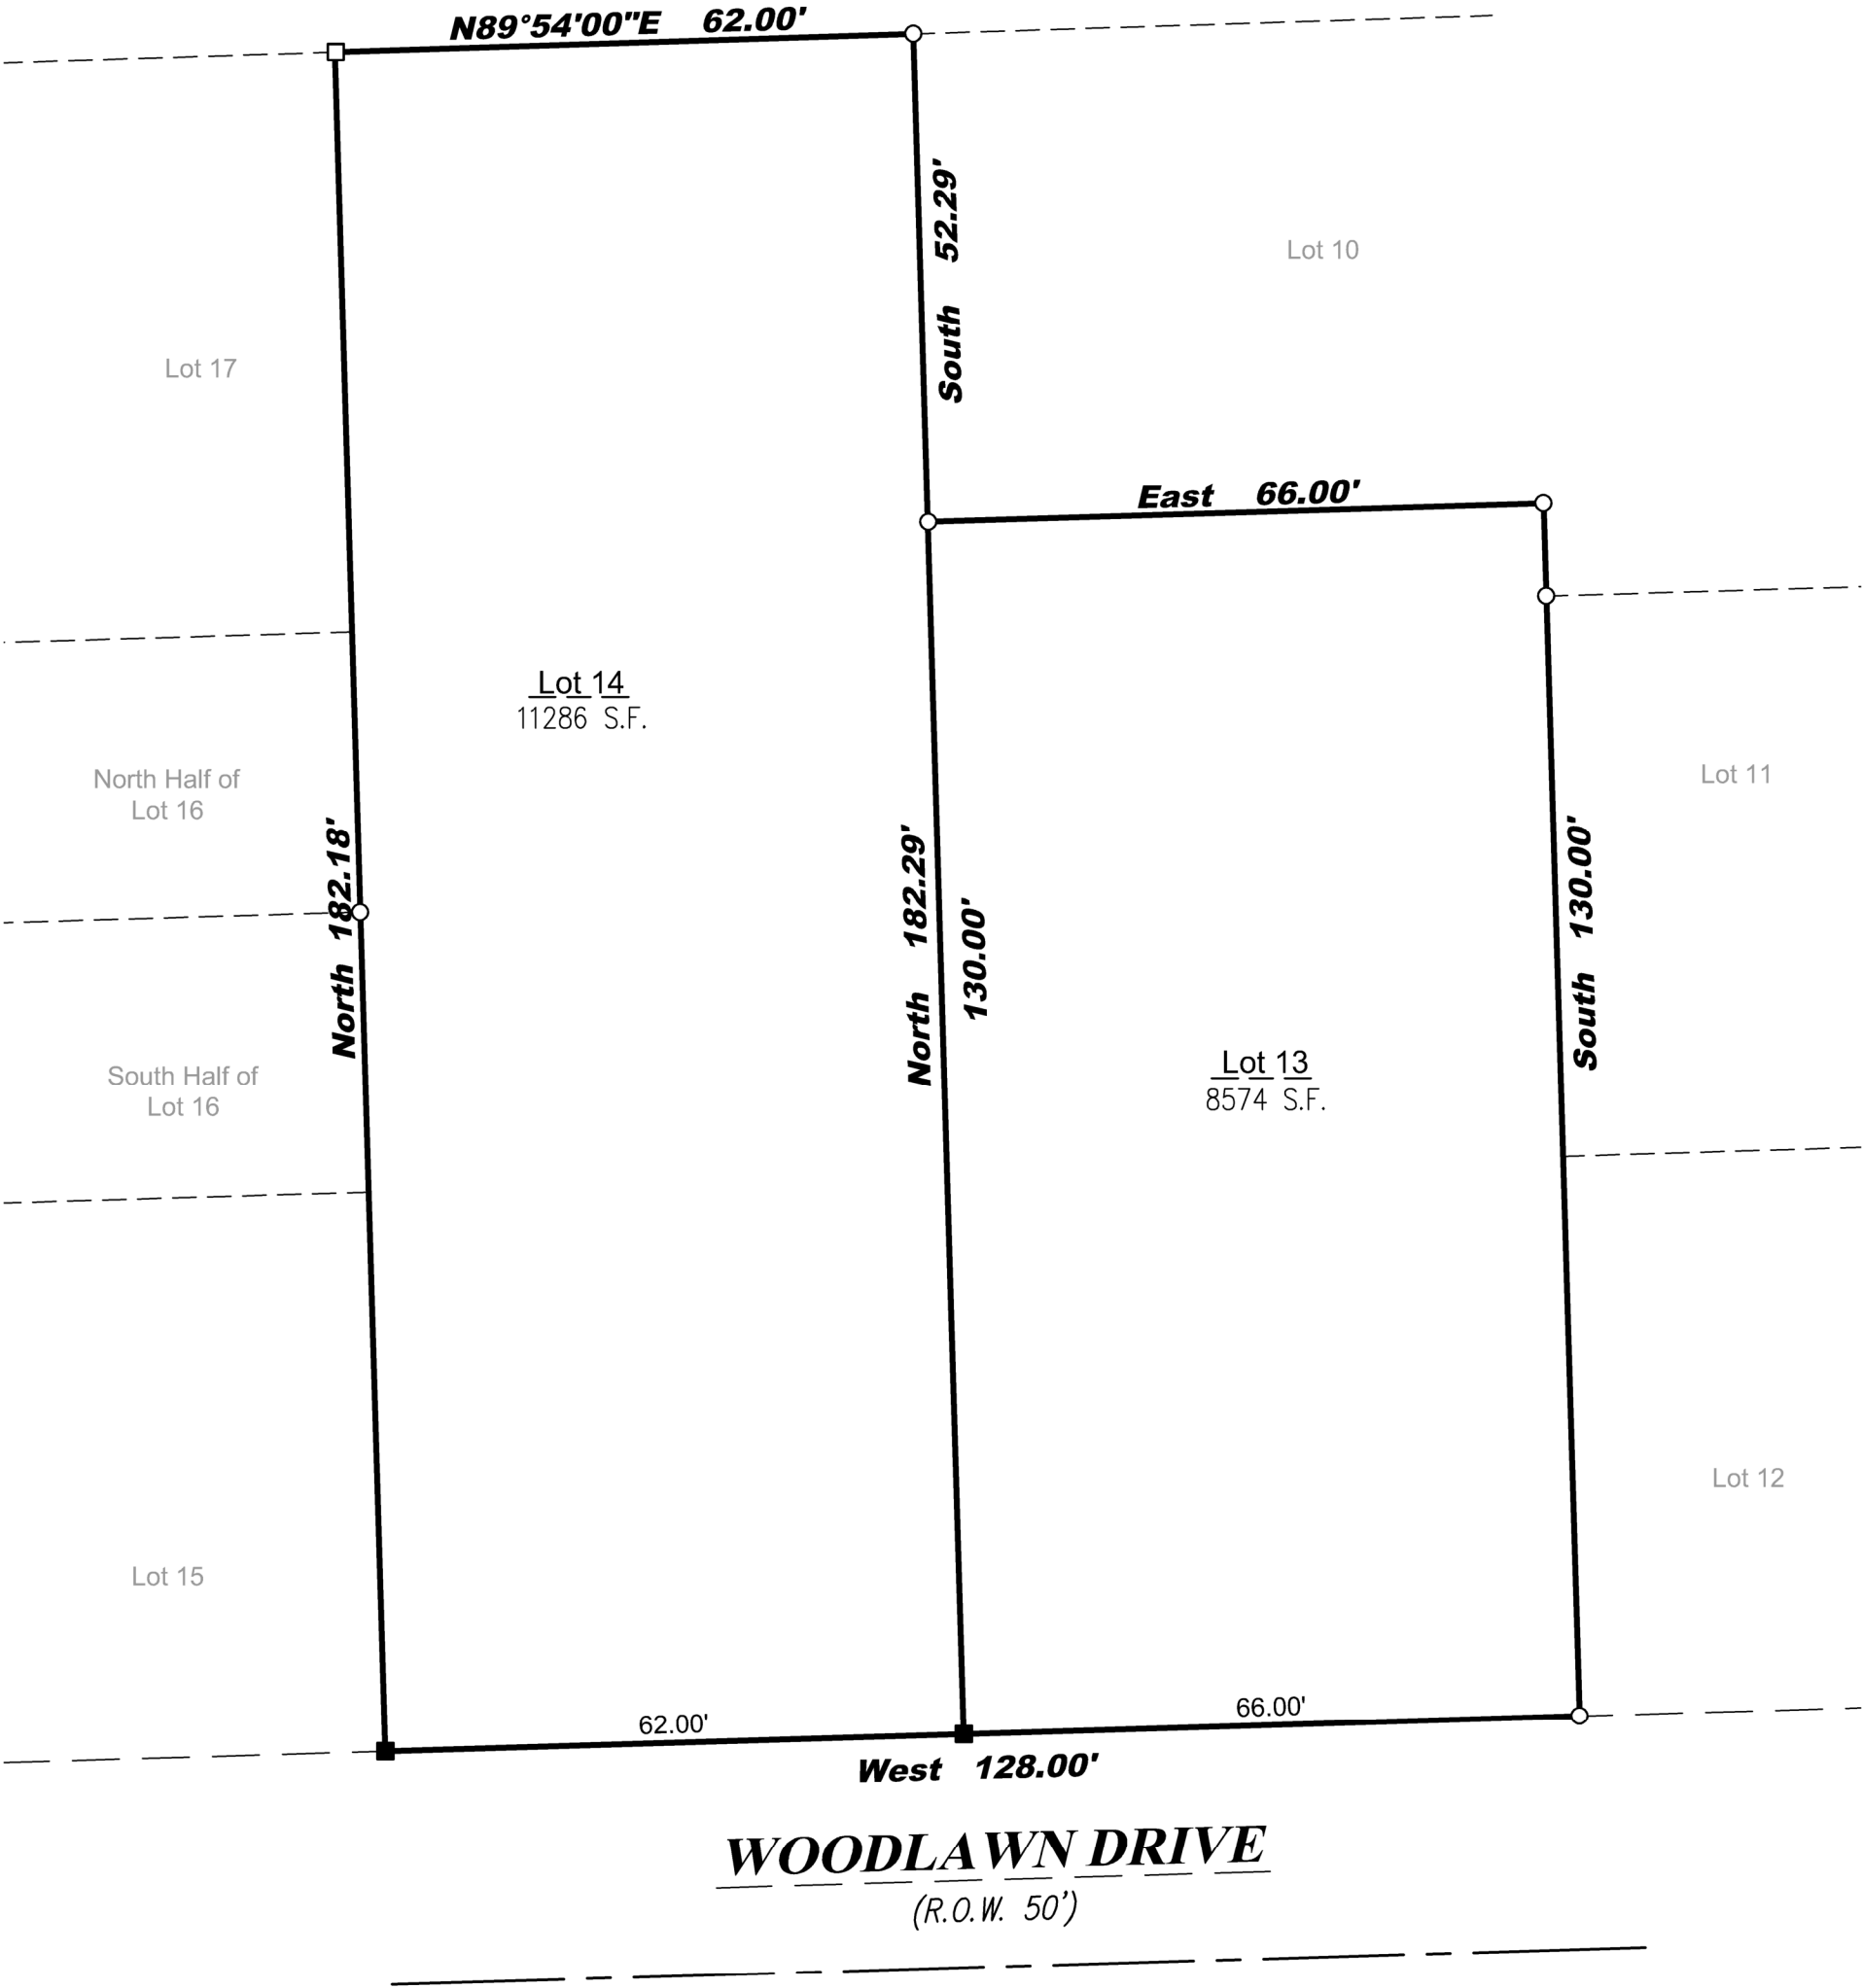 N89°54'00"E 62.00'
South 52.29'
Lot 10
Lot 17
East 66.00'
Lot 14
11286 S.F.
North Half of
Lot 16
Lot 11
North 182.18'
North 182.29'
130.00'
South 130.00'
South Half of
Lot 16
Lot 13
8574 S.F.
Lot 12
Lot 15
62.00'
66.00'
West 128.00'
WOODLAWN DRIVE
(R.O.W. 50')